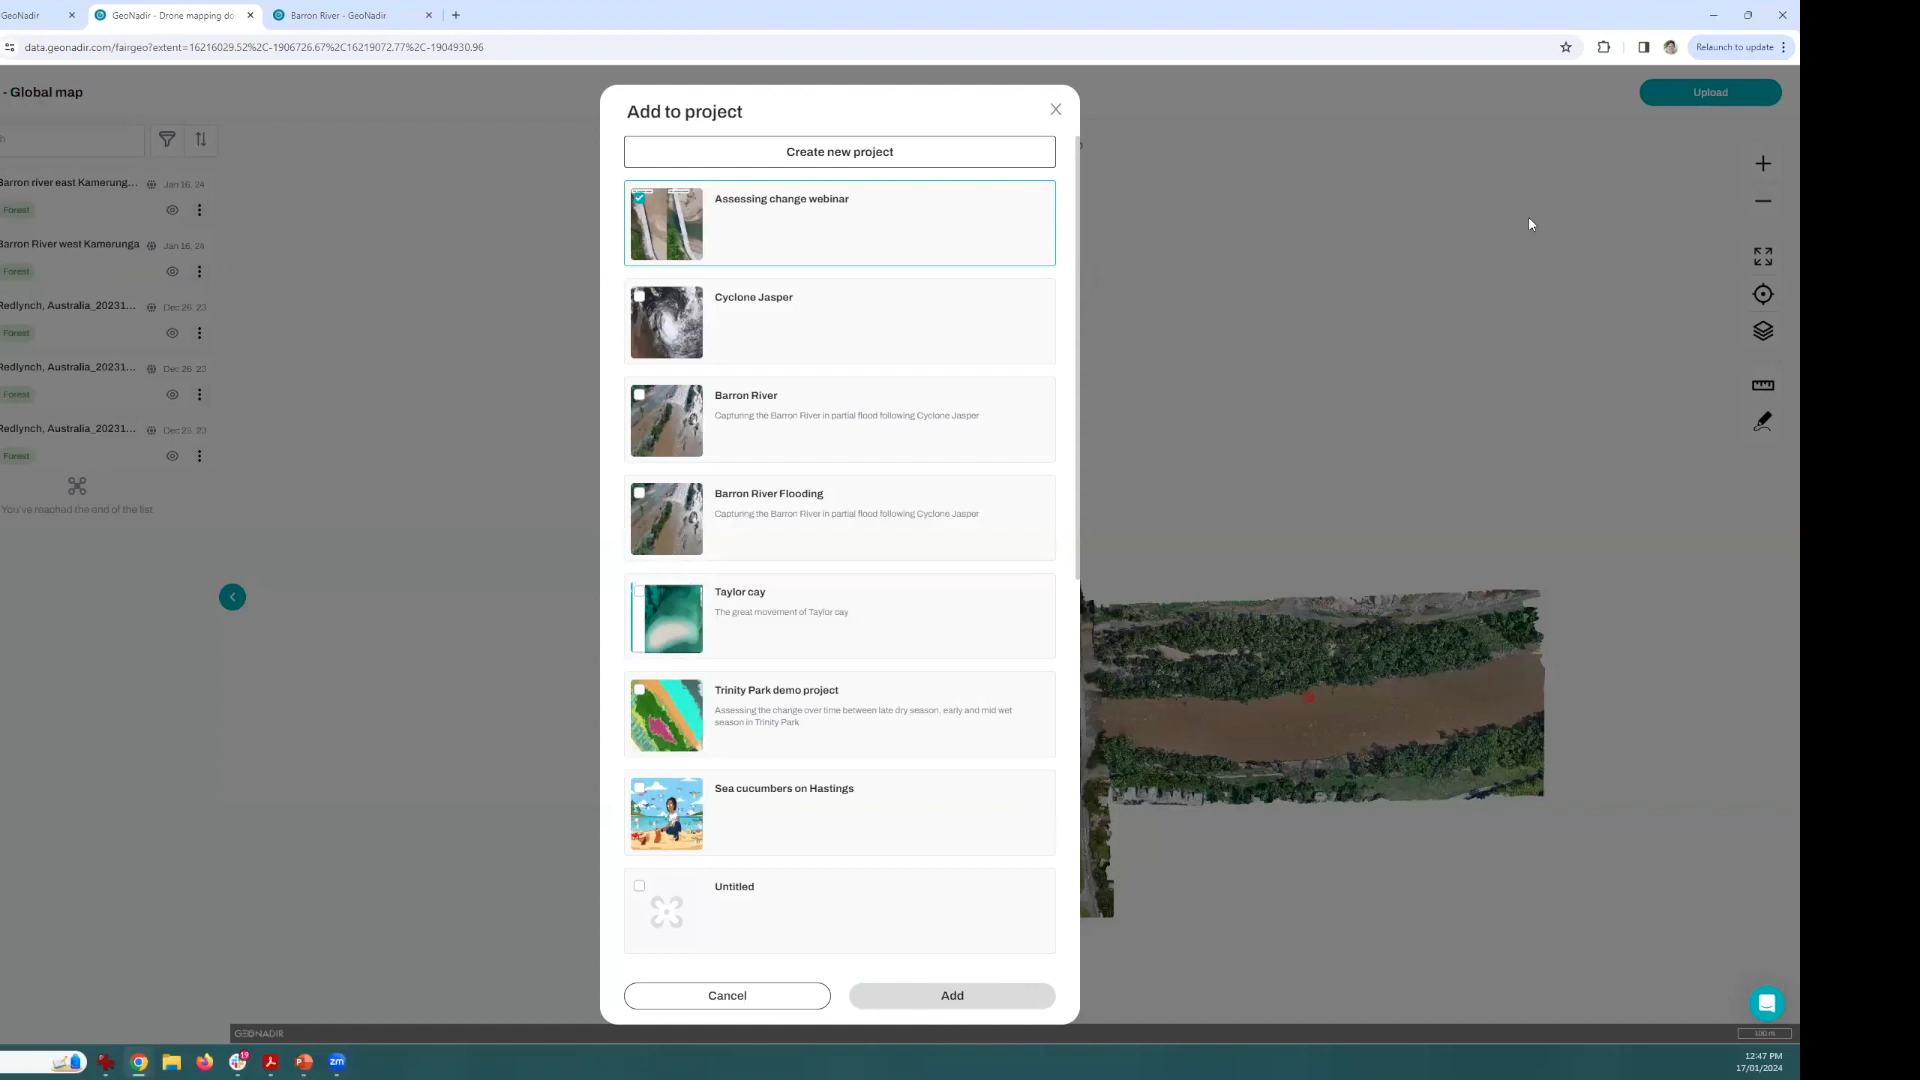 GeoNadir
GeoNadir - Drone mapping do
Barron River - GeoNadir
data.geonadir.com/fairgeo?extent=16216029.52%2C-1906726.67%2C16219072.77%2C-1904930.96
Relaunch to update
- Global map
Upload
Add to project
Create new project
Assessing change webinar
Cyclone Jasper
Barron River
Capturing the Barron River in partial flood following Cyclone Jasper
Barron River Flooding
Capturing the Barron River in partial flood following Cyclone Jasper
Taylor cay
The great movement of Taylor cay
Trinity Park demo project
Assessing the change over time between late dry season, early and mid wet
season in Trinity Park
Sea cucumbers on Hastings
Untitled
Cancel
Add
h
Barron river east Kamerung... Jan 16, 24
Forest
Barron River west Kamerunga Jan 16, 24
Forest
Redlynch, Australia_20231... Dec 26, 23
Forest
Redlynch, Australia_20231... Dec 26, 23
Forest
Redlynch, Australia_20231... Dec 23, 23
Forest
You've reached the end of the list
GEONADIR
100 m
19
zm
12:47 PM
17/01/2024